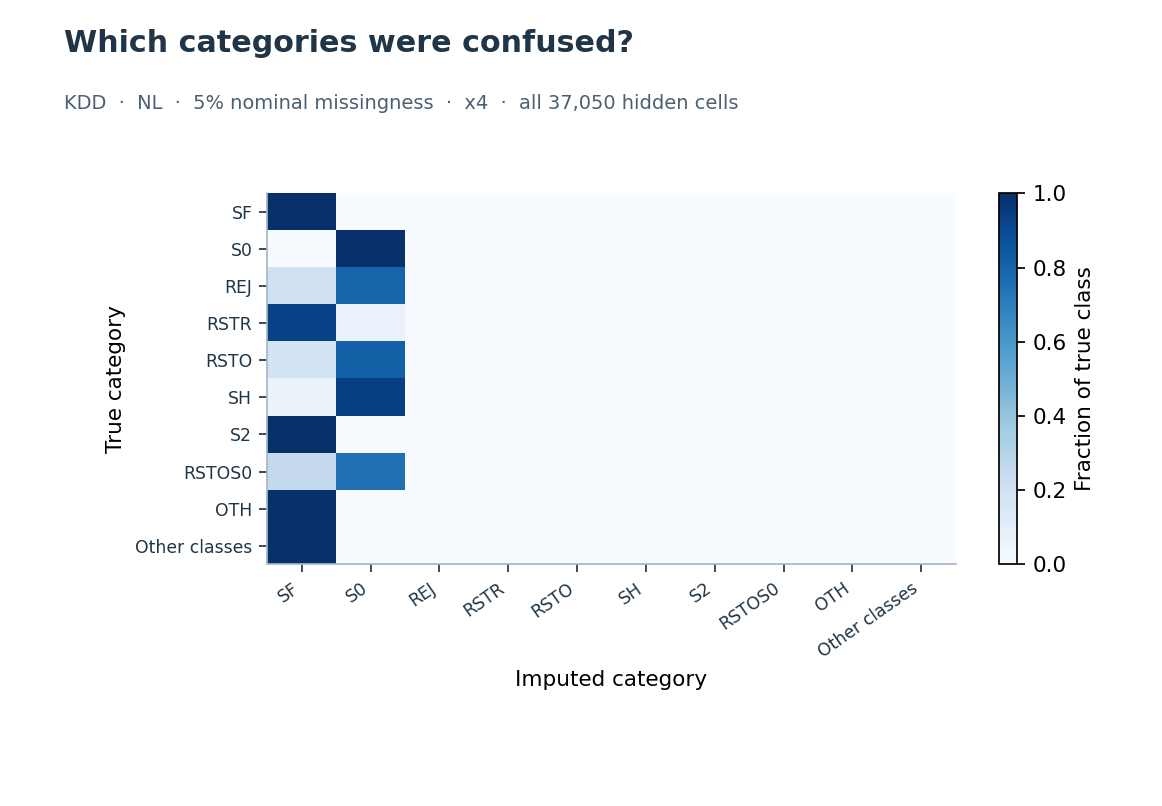 Which categories were confused?
KDD · NL · 5% nominal missingness · x4 · all 37,050 hidden cells
True category
SF
S0
REJ
RSTR
RSTO
SH
S2
RSTOS0
OTH
Other classes
SF
S0
REJ
RSTR
RSTO
SH
S2
RSTOS0
OTH
Other classes
Imputed category
1.0
0.8
0.6
0.4
0.2
0.0
Fraction of true class